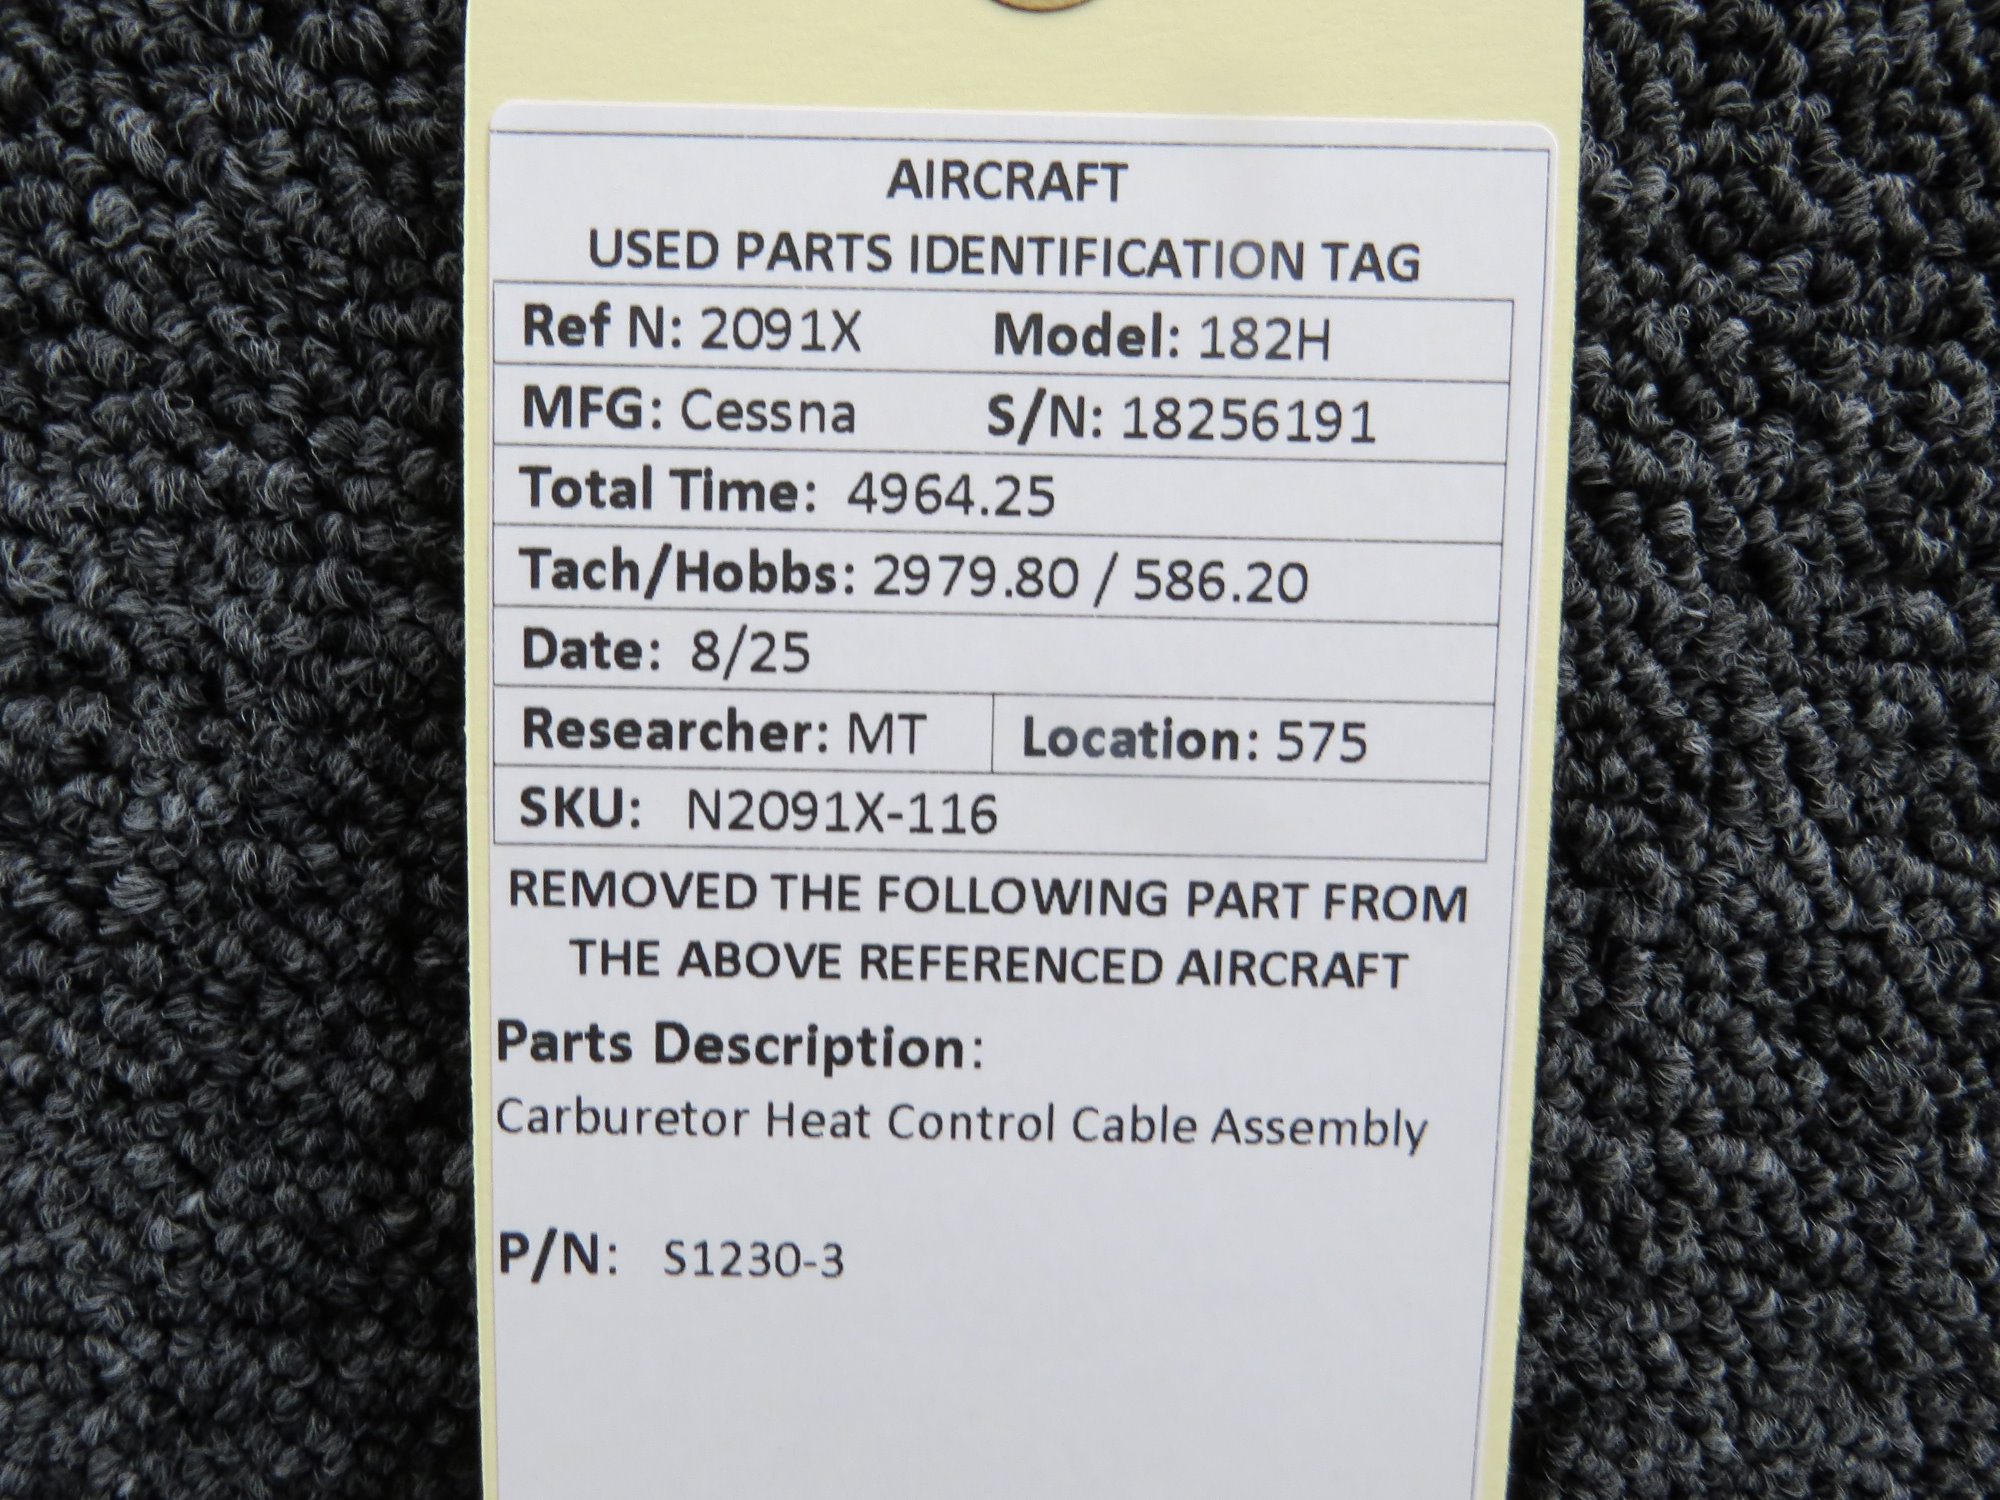 AIRCRAFT
USED PARTS IDENTIFICATION TAG
Ref N: 2091X Model: 182H
MFG: Cessna S/N: 18256191
Total Time: 4964.25
Tach/Hobbs: 2979.80 / 586.20
Date: 8/25
Researcher: MT Location: 575
SKU: N2091X-116
REMOVED THE FOLLOWING PART FROM
THE ABOVE REFERENCED AIRCRAFT
Parts Description:
Carburetor Heat Control Cable Assembly
P/N: S1230-3